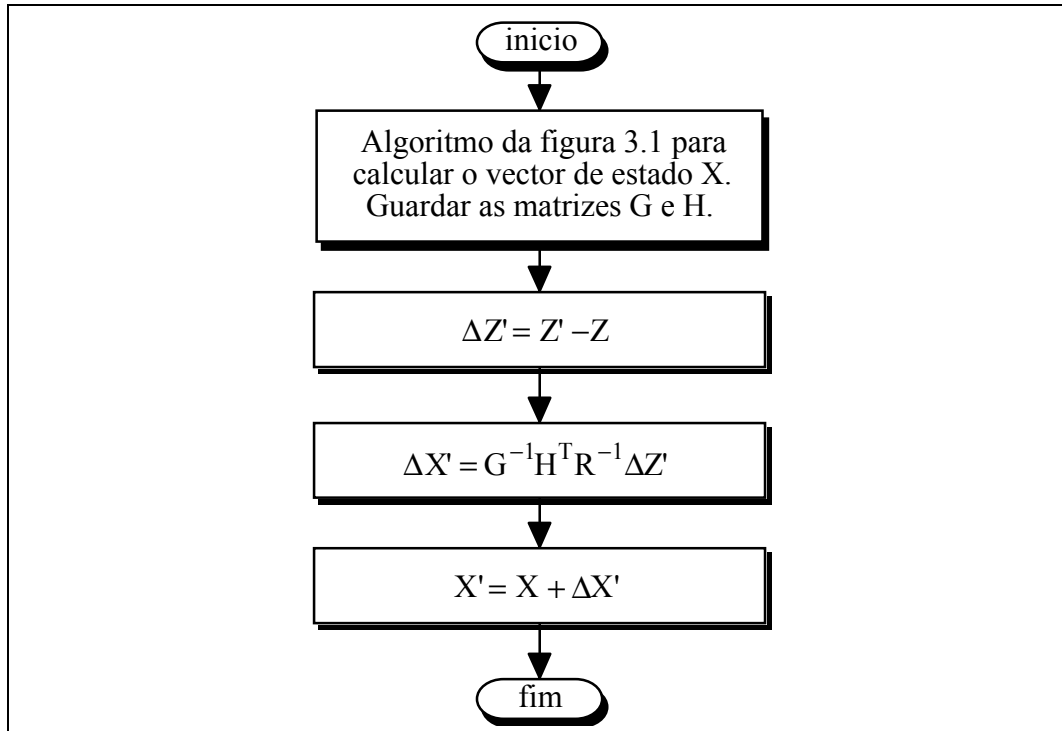 inicio
Algoritmo da figura 3.1 para
calcular o vector de estado X.
Guardar as matrizes G e H.
ΔZ' = Z' − Z
ΔX' = G⁻¹HᵀR⁻¹ΔZ'
X' = X + ΔX'
fim